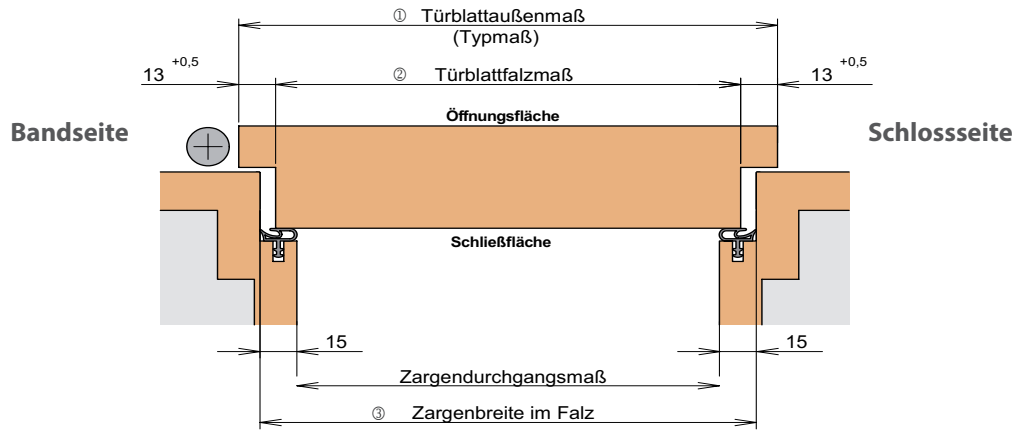 ① Türblattaußenmaß
(Typmaß)
13 +0,5
② Türblattfalzmaß
13 +0,5
Bandseite
Öffnungsfläche
Schlossseite
Schließfläche
15
15
Zargendurchgangsmaß
③ Zargenbreite im Falz